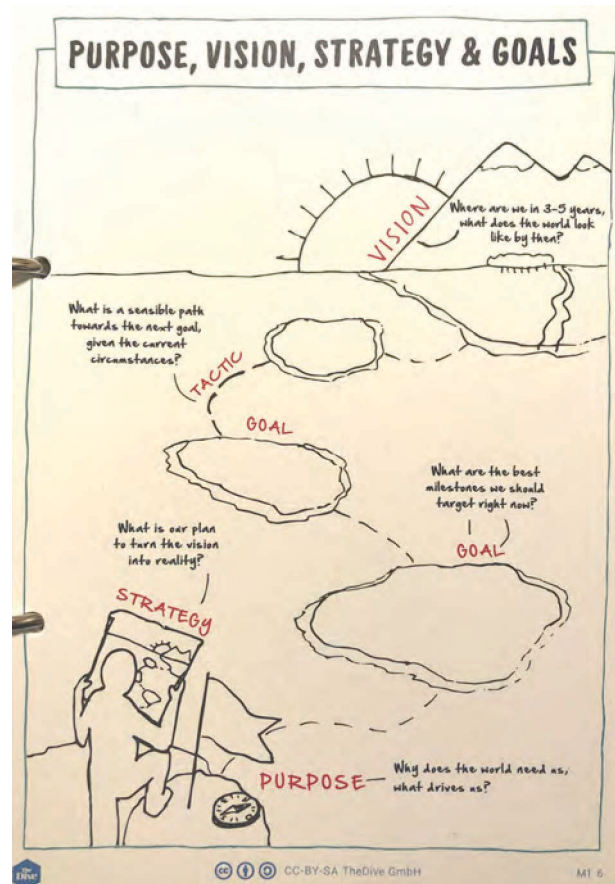 PURPOSE, VISION, STRATEGY & GOALS
VISION
Where are we in 3-5 years,
what does the world look
like by then?
What is a sensible path
towards the next goal,
given the current
circumstances?
TACTIC
GOAL
What are the best
milestones we should
target right now?
GOAL
What is our plan
to turn the vision
into reality?
STRATEGY
PURPOSE
Why does the world need us,
what drives us?
The Dive
cc CC-BY-SA TheDive GmbH
M1 6